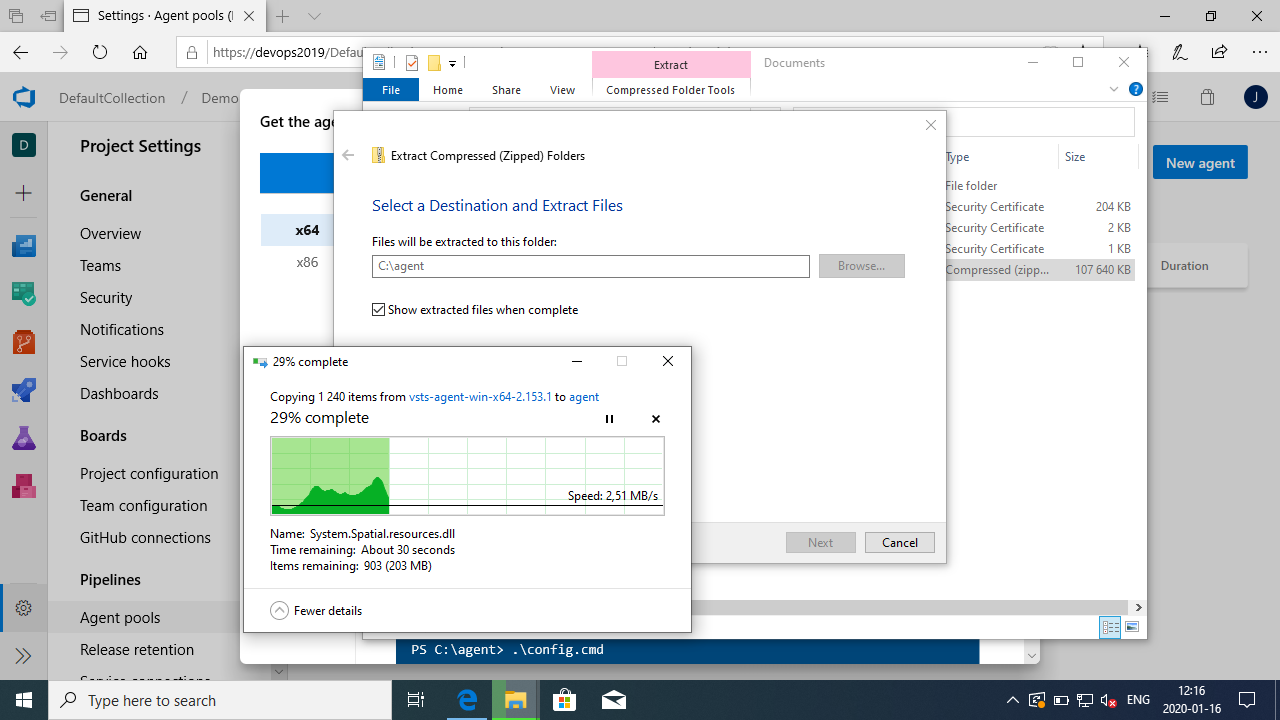 Settings · Agent pools (
https://devops2019/Defau
DefaultCollection / Demo
Project Settings
General
Overview
Teams
Security
Notifications
Service hooks
Dashboards
Boards
Project configuration
Team configuration
GitHub connections
Pipelines
Agent pools
Release retention
D
J
New agent
Duration
Get the age
x64
x86
Extract
Documents
File
Home
Share
View
Compressed Folder Tools
Type
Size
File folder
Security Certificate 204 KB
Security Certificate 2 KB
Security Certificate 1 KB
Compressed (zipp... 107 640 KB
Extract Compressed (Zipped) Folders
Select a Destination and Extract Files
Files will be extracted to this folder:
C:\agent
Browse...
Show extracted files when complete
Next
Cancel
29% complete
Copying 1 240 items from vsts-agent-win-x64-2.153.1 to agent
29% complete
Speed: 2,51 MB/s
Name: System.Spatial.resources.dll
Time remaining: About 30 seconds
Items remaining: 903 (203 MB)
Fewer details
PS C:\agent> .\config.cmd
Type here to search
ENG
12:16
2020-01-16